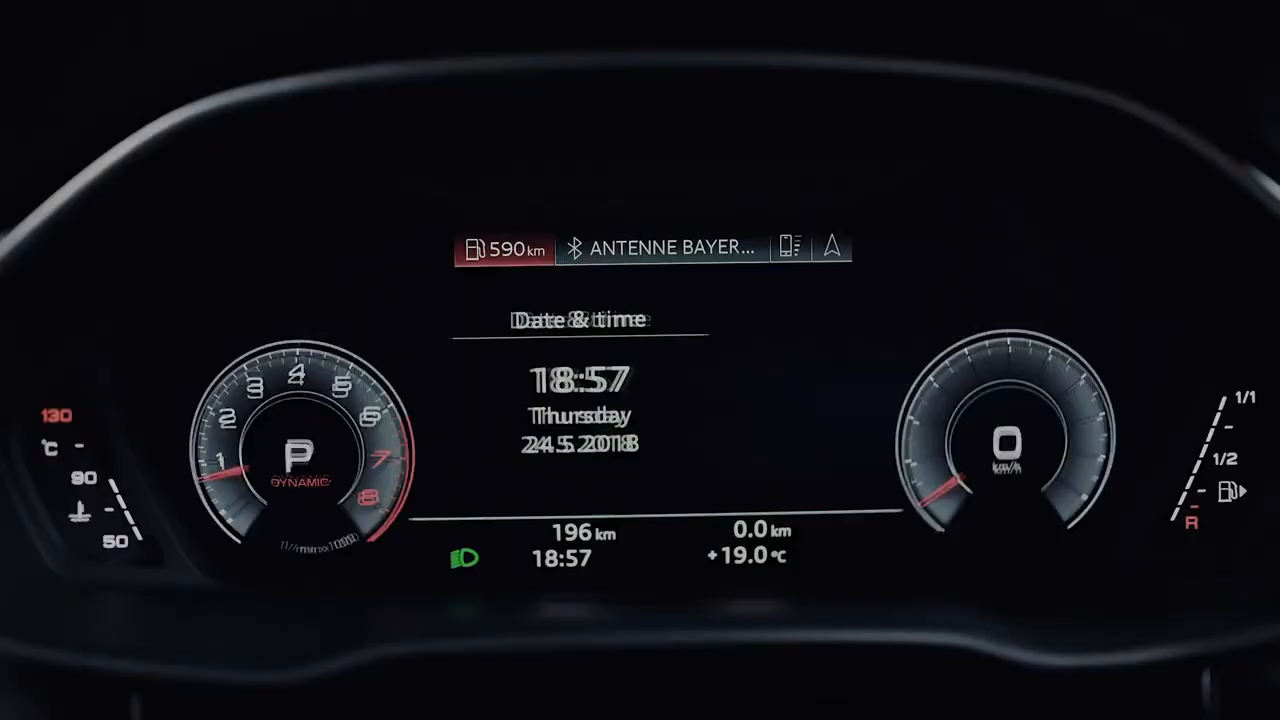 590 km
ANTENNE BAYER...
Date & time
18:57
Thursday
24.5.2018
1
2
3
4
5
6
7
8
P
DYNAMIC
0
km/h
130
°C
90
50
1/1
1/2
R
196 km
0.0 km
18:57
+19.0 °C